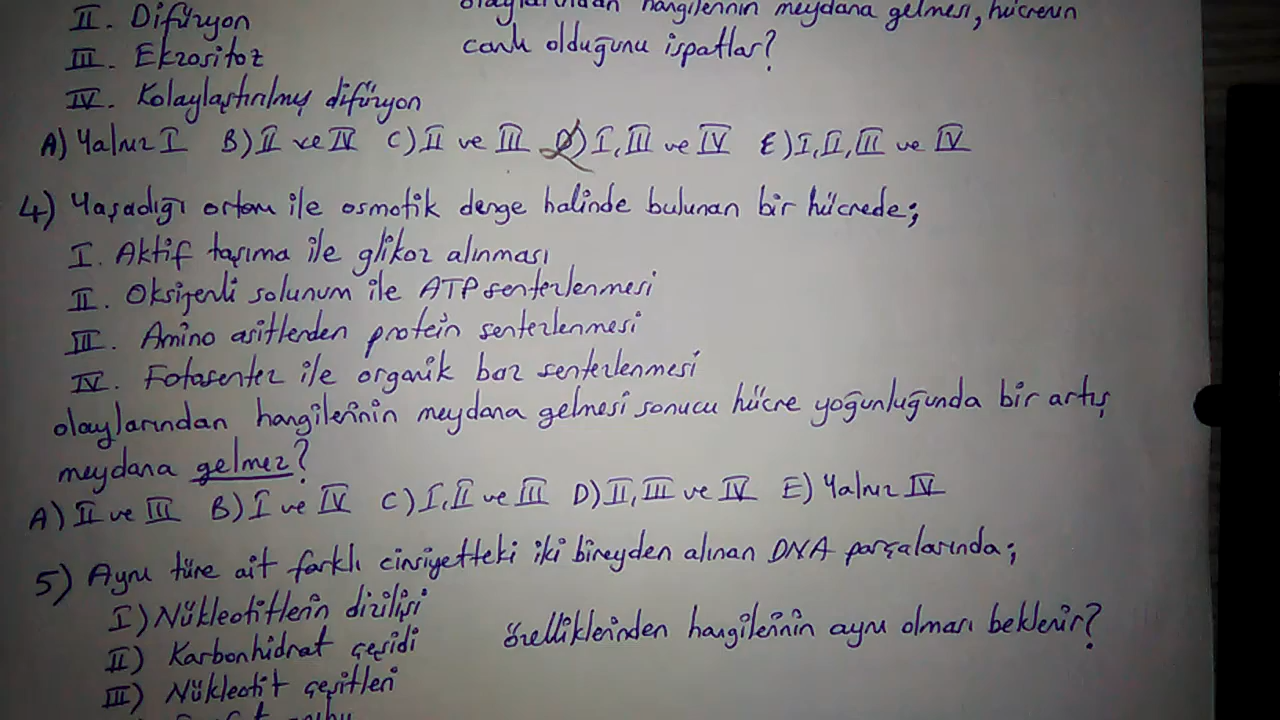 II. Difüzyon
olaylarından hangilerinin meydana gelmesi, hücrenin
III. Ekzositoz
canlı olduğunu ispatlar?
IV. Kolaylaştırılmış difüzyon
A) Yalnız I B) II ve IV C) II ve III D) I, III ve IV E) I, II, III ve IV
4) Yaşadığı ortam ile osmotik denge halinde bulunan bir hücrede;
I. Aktif taşıma ile glikoz alınması
II. Oksijenli solunum ile ATP sentezlenmesi
III. Amino asitlerden protein sentezlenmesi
IV. Fotosentez ile organik baz sentezlenmesi
olaylarından hangilerinin meydana gelmesi sonucu hücre yoğunluğunda bir artış
meydana gelmez?
A) II ve III B) I ve IV C) I, II ve III D) II, III ve IV E) Yalnız IV
5) Aynı türe ait farklı cinsiyetteki iki bireyden alınan DNA parçalarında;
I) Nükleotitlerin dizilişi
II) Karbonhidrat çeşidi
özelliklerinden hangilerinin aynı olması beklenir?
III) Nükleotit çeşitleri